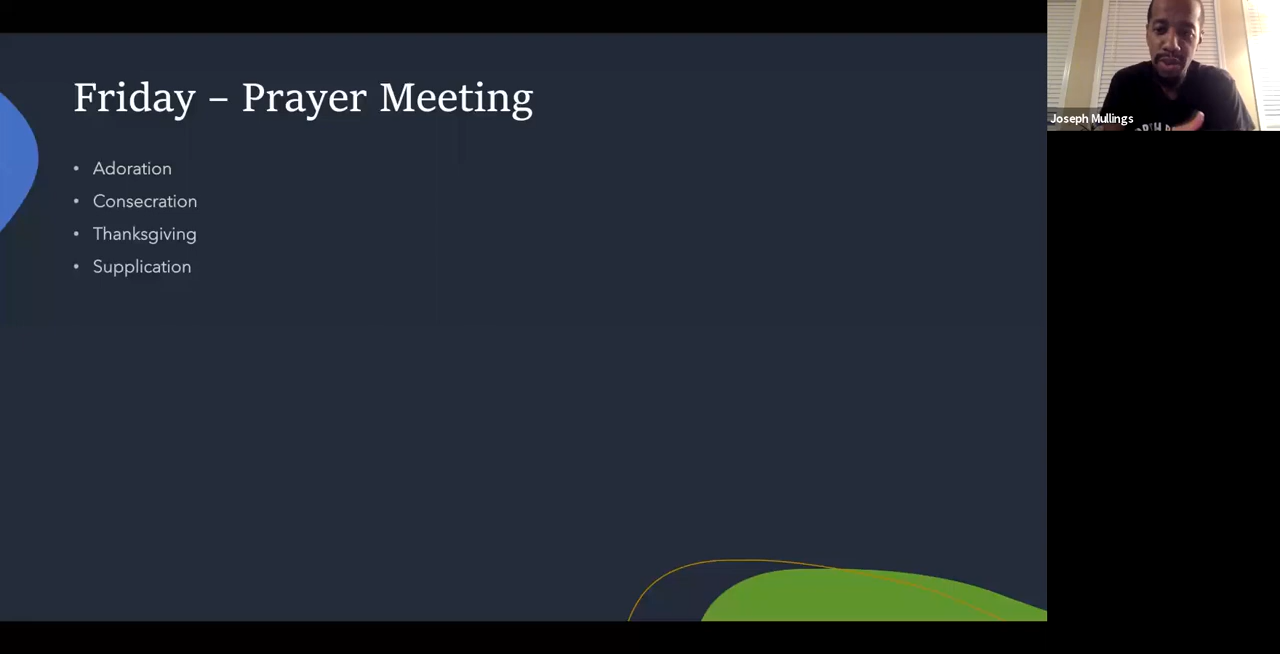 Friday – Prayer Meeting
• Adoration
• Consecration
• Thanksgiving
• Supplication
Joseph Mullings